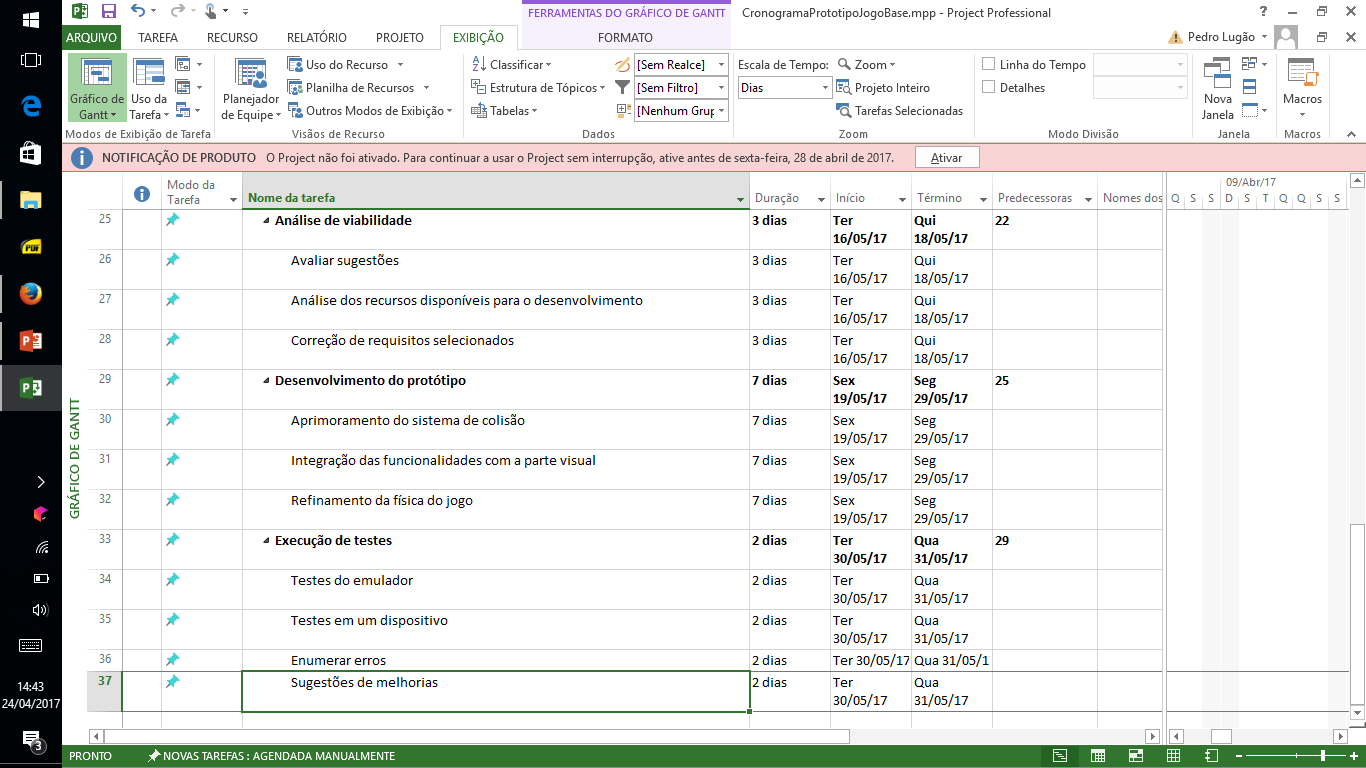 FERRAMENTAS DO GRÁFICO DE GANTT
CronogramaPrototipoJogoBase.mpp - Project Professional
ARQUIVO TAREFA RECURSO RELATÓRIO PROJETO EXIBIÇÃO FORMATO
Pedro Lugão
Gráfico de Gantt
Uso da Tarefa
Modos de Exibição de Tarefa
Planejador de Equipe
Uso do Recurso
Planilha de Recursos
Outros Modos de Exibição
Visões de Recurso
Classificar
Estrutura de Tópicos
Tabelas
[Sem Realce]
[Sem Filtro]
[Nenhum Grup
Dados
Escala de Tempo:
Dias
Zoom
Projeto Inteiro
Tarefas Selecionadas
Zoom
Linha do Tempo
Detalhes
Modo Divisão
Nova Janela
Janela
Macros
Macros
NOTIFICAÇÃO DE PRODUTO O Project não foi ativado. Para continuar a usar o Project sem interrupção, ative antes de sexta-feira, 28 de abril de 2017. Ativar
Modo da Tarefa Nome da tarefa Duração Início Término Predecessoras Nomes dos
09/Abr/17
Q S S D S T Q Q S S
25 Análise de viabilidade 3 dias Ter 16/05/17 Qui 18/05/17 22
26 Avaliar sugestões 3 dias Ter 16/05/17 Qui 18/05/17
27 Análise dos recursos disponíveis para o desenvolvimento 3 dias Ter 16/05/17 Qui 18/05/17
28 Correção de requisitos selecionados 3 dias Ter 16/05/17 Qui 18/05/17
29 Desenvolvimento do protótipo 7 dias Sex 19/05/17 Seg 29/05/17 25
30 Aprimoramento do sistema de colisão 7 dias Sex 19/05/17 Seg 29/05/17
31 Integração das funcionalidades com a parte visual 7 dias Sex 19/05/17 Seg 29/05/17
32 Refinamento da física do jogo 7 dias Sex 19/05/17 Seg 29/05/17
33 Execução de testes 2 dias Ter 30/05/17 Qua 31/05/17 29
34 Testes do emulador 2 dias Ter 30/05/17 Qua 31/05/17
35 Testes em um dispositivo 2 dias Ter 30/05/17 Qua 31/05/17
36 Enumerar erros 2 dias Ter 30/05/17 Qua 31/05/1
37 Sugestões de melhorias 2 dias Ter 30/05/17 Qua 31/05/17
GRÁFICO DE GANTT
PDF
14:43
24/04/2017
3
PRONTO
NOVAS TAREFAS : AGENDADA MANUALMENTE